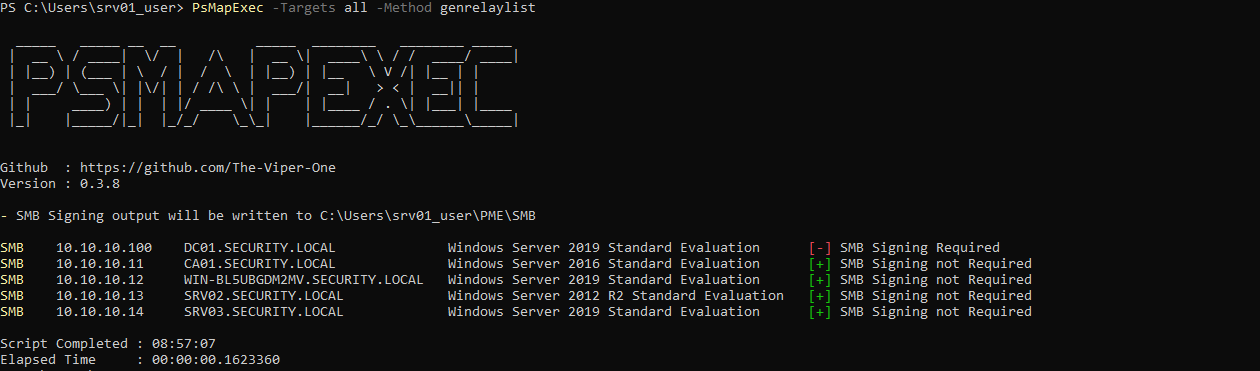 PS C:\Users\srv01_user> PsMapExec -Targets all -Method genrelaylist
PSMAPEXEC
Github  : https://github.com/The-Viper-One
Version : 0.3.8
- SMB Signing output will be written to C:\Users\srv01_user\PME\SMB
SMB 10.10.10.100 DC01.SECURITY.LOCAL Windows Server 2019 Standard Evaluation [-] SMB Signing Required
SMB 10.10.10.11 CA01.SECURITY.LOCAL Windows Server 2016 Standard Evaluation [+] SMB Signing not Required
SMB 10.10.10.12 WIN-BL5UBGDM2MV.SECURITY.LOCAL Windows Server 2019 Standard Evaluation [+] SMB Signing not Required
SMB 10.10.10.13 SRV02.SECURITY.LOCAL Windows Server 2012 R2 Standard Evaluation [+] SMB Signing not Required
SMB 10.10.10.14 SRV03.SECURITY.LOCAL Windows Server 2019 Standard Evaluation [+] SMB Signing not Required
Script Completed : 08:57:07
Elapsed Time : 00:00:00.1623360